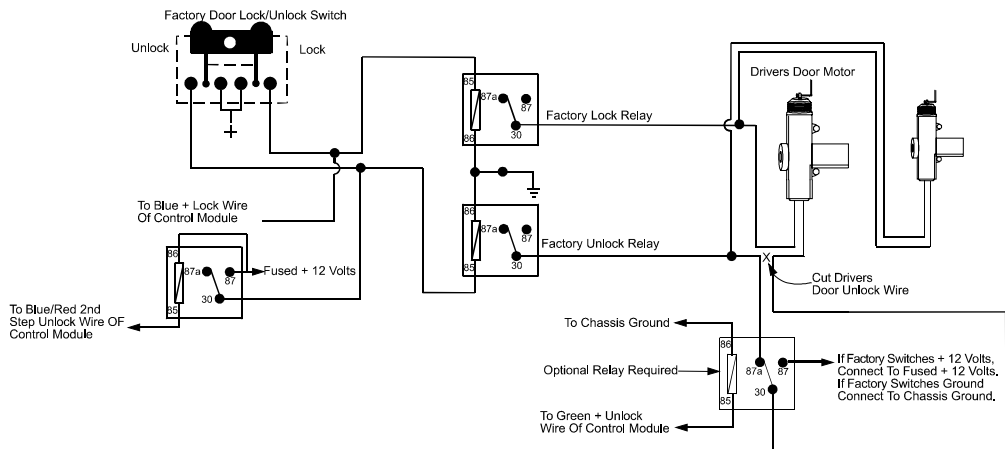 Factory Door Lock/Unlock Switch
Unlock
Lock
+
85
87a
87
30
86
Factory Lock Relay
Drivers Door Motor
To Blue + Lock Wire
Of Control Module
86
87a
87
30
85
Factory Unlock Relay
86
87a
87
30
85
Fused + 12 Volts
To Blue/Red 2nd
Step Unlock Wire OF
Control Module
X
Cut Drivers
Door Unlock Wire
To Chassis Ground
86
87a
87
30
85
Optional Relay Required
To Green + Unlock
Wire Of Control Module
If Factory Switches + 12 Volts,
Connect To Fused + 12 Volts.
If Factory Switches Ground
Connect To Chassis Ground.